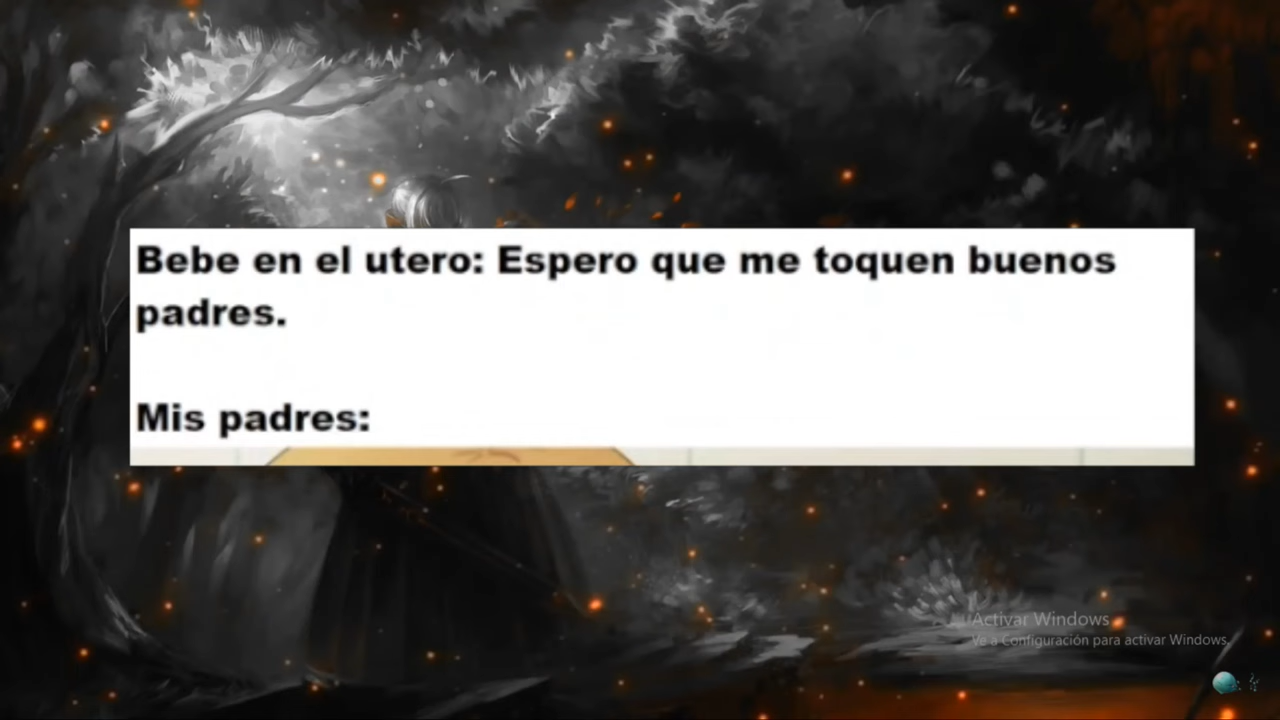 Bebe en el utero: Espero que me toquen buenos
padres.
Mis padres:
Activar Windows
Ve a Configuración para activar Windows.